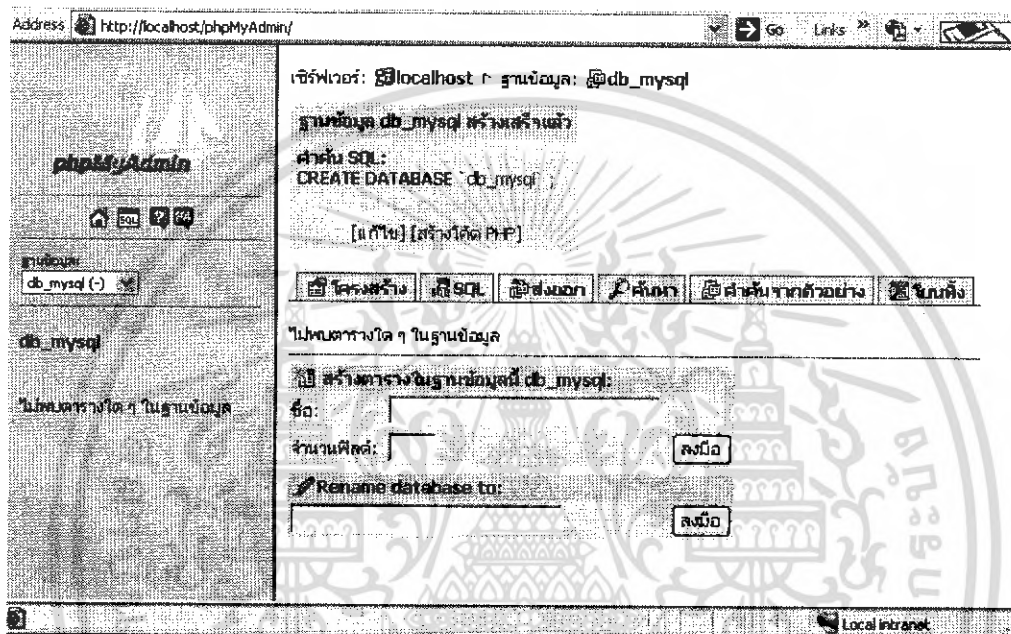 Address http://localhost/phpMyAdmin/ Go Links »
phpMyAdmin
SQL
ฐานข้อมูล:
db_mysql (-)
db_mysql
ไม่พบตารางใด ๆ ในฐานข้อมูล
เซิร์ฟเวอร์: localhost ฐานข้อมูล: db_mysql
ฐานข้อมูล db_mysql สร้างเสร็จแล้ว
คำค้น SQL:
CREATE DATABASE `db_mysql` ;
[แก้ไข] [สร้างโค้ด PHP]
โครงสร้าง SQL ส่งออก ค้นหา คำค้นจากตัวอย่าง โยนทิ้ง
ไม่พบตารางใด ๆ ในฐานข้อมูล
สร้างตารางในฐานข้อมูลนี้ db_mysql:
ชื่อ:
จำนวนฟิลด์: ลงมือ
Rename database to:
ลงมือ
Local intranet